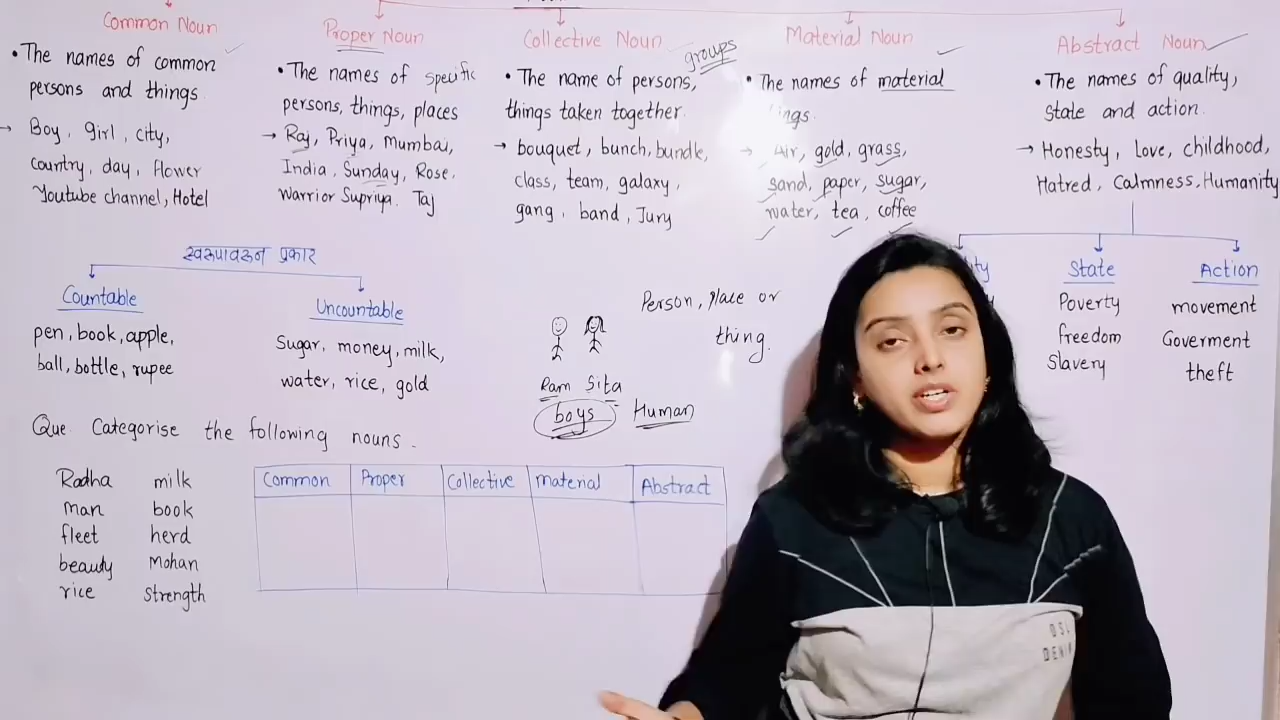 Common Noun
• The names of common
persons and things.
→ Boy, girl, city,
country, day, flower
Youtube channel, Hotel
Proper Noun
• The names of specific
persons, things, places
→ Raj, Priya, Mumbai,
India, Sunday, Rose,
Warrior Supriya, Taj
Collective Noun
groups
• The name of persons,
things taken together.
→ bouquet, bunch, bundle,
class, team, galaxy,
gang, band, Jury
Material Noun
• The names of material
→ Air, gold, grass,
sand, paper, sugar,
water, tea, coffee
Abstract Noun
• The names of quality,
State and action.
→ Honesty, Love, childhood,
Hatred, Calmness, Humanity
State
Poverty
freedom
Slavery
Action
movement
Goverment
theft
स्वरूपावरून प्रकार
Countable
pen, book, apple,
ball, bottle, rupee
Uncountable
Sugar, money, milk,
water, rice, gold
Person, place or
thing.
Ram Sita
boys Human
Que Categorise the following nouns.
Radha milk
man book
fleet herd
beauty Mohan
rice strength
Common Proper Collective material Abstract
DENIM